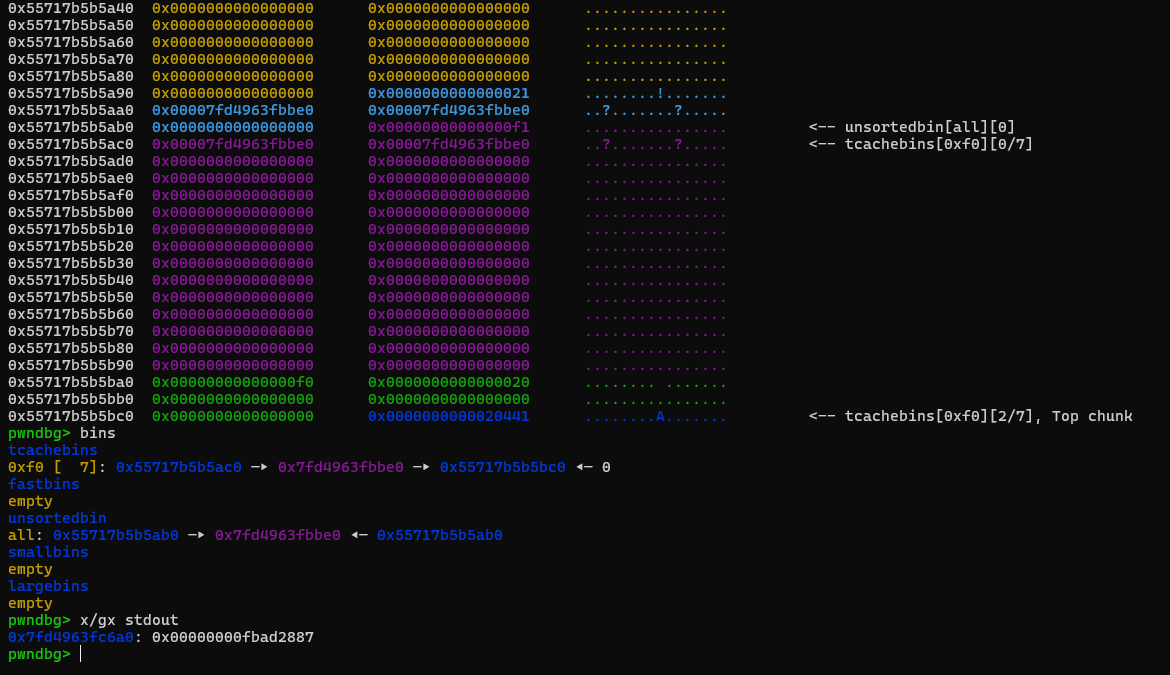 0x55717b5b5a40  0x0000000000000000      0x0000000000000000      ................
0x55717b5b5a50  0x0000000000000000      0x0000000000000000      ................
0x55717b5b5a60  0x0000000000000000      0x0000000000000000      ................
0x55717b5b5a70  0x0000000000000000      0x0000000000000000      ................
0x55717b5b5a80  0x0000000000000000      0x0000000000000000      ................
0x55717b5b5a90  0x0000000000000000      0x0000000000000021      ........!.......
0x55717b5b5aa0  0x00007fd4963fbbe0      0x00007fd4963fbbe0      ..?.......?.....
0x55717b5b5ab0  0x0000000000000000      0x00000000000000f1      ................         <-- unsortedbin[all][0]
0x55717b5b5ac0  0x00007fd4963fbbe0      0x00007fd4963fbbe0      ..?.......?.....         <-- tcachebins[0xf0][0/7]
0x55717b5b5ad0  0x0000000000000000      0x0000000000000000      ................
0x55717b5b5ae0  0x0000000000000000      0x0000000000000000      ................
0x55717b5b5af0  0x0000000000000000      0x0000000000000000      ................
0x55717b5b5b00  0x0000000000000000      0x0000000000000000      ................
0x55717b5b5b10  0x0000000000000000      0x0000000000000000      ................
0x55717b5b5b20  0x0000000000000000      0x0000000000000000      ................
0x55717b5b5b30  0x0000000000000000      0x0000000000000000      ................
0x55717b5b5b40  0x0000000000000000      0x0000000000000000      ................
0x55717b5b5b50  0x0000000000000000      0x0000000000000000      ................
0x55717b5b5b60  0x0000000000000000      0x0000000000000000      ................
0x55717b5b5b70  0x0000000000000000      0x0000000000000000      ................
0x55717b5b5b80  0x0000000000000000      0x0000000000000000      ................
0x55717b5b5b90  0x0000000000000000      0x0000000000000000      ................
0x55717b5b5ba0  0x00000000000000f0      0x0000000000000020      ........ .......
0x55717b5b5bb0  0x0000000000000000      0x0000000000000000      ................
0x55717b5b5bc0  0x0000000000000000      0x0000000000020441      ........A.......         <-- tcachebins[0xf0][2/7], Top chunk
pwndbg> bins
tcachebins
0xf0 [  7]: 0x55717b5b5ac0 —▸ 0x7fd4963fbbe0 —▸ 0x55717b5b5bc0 ◂— 0
fastbins
empty
unsortedbin
all: 0x55717b5b5ab0 —▸ 0x7fd4963fbbe0 ◂— 0x55717b5b5ab0
smallbins
empty
largebins
empty
pwndbg> x/gx stdout
0x7fd4963fc6a0: 0x00000000fbad2887
pwndbg>